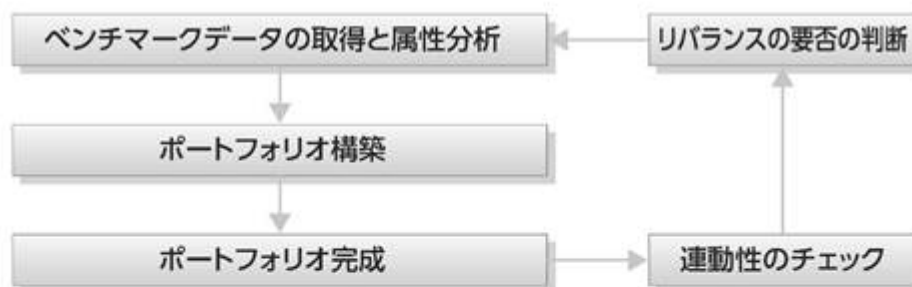 ベンチマークデータの取得と属性分析
リバランスの要否の判断
ポートフォリオ構築
ポートフォリオ完成
連動性のチェック